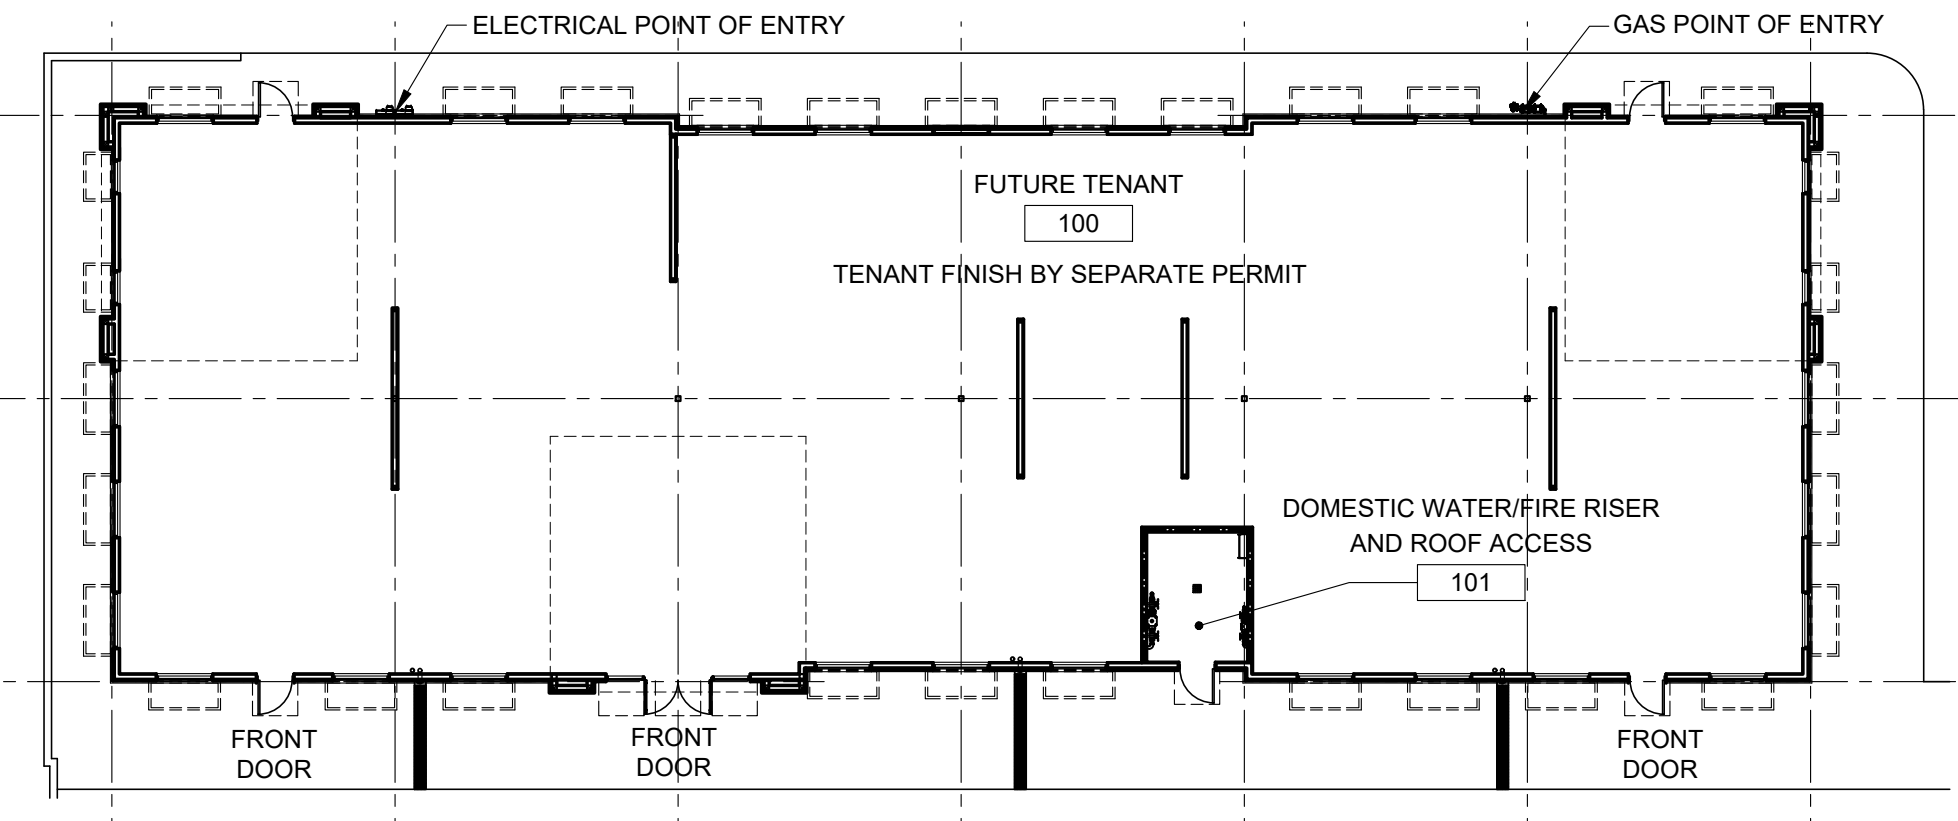 ELECTRICAL POINT OF ENTRY
GAS POINT OF ENTRY
FUTURE TENANT
100
TENANT FINISH BY SEPARATE PERMIT
DOMESTIC WATER/FIRE RISER
AND ROOF ACCESS
101
FRONT
DOOR
FRONT
DOOR
FRONT
DOOR